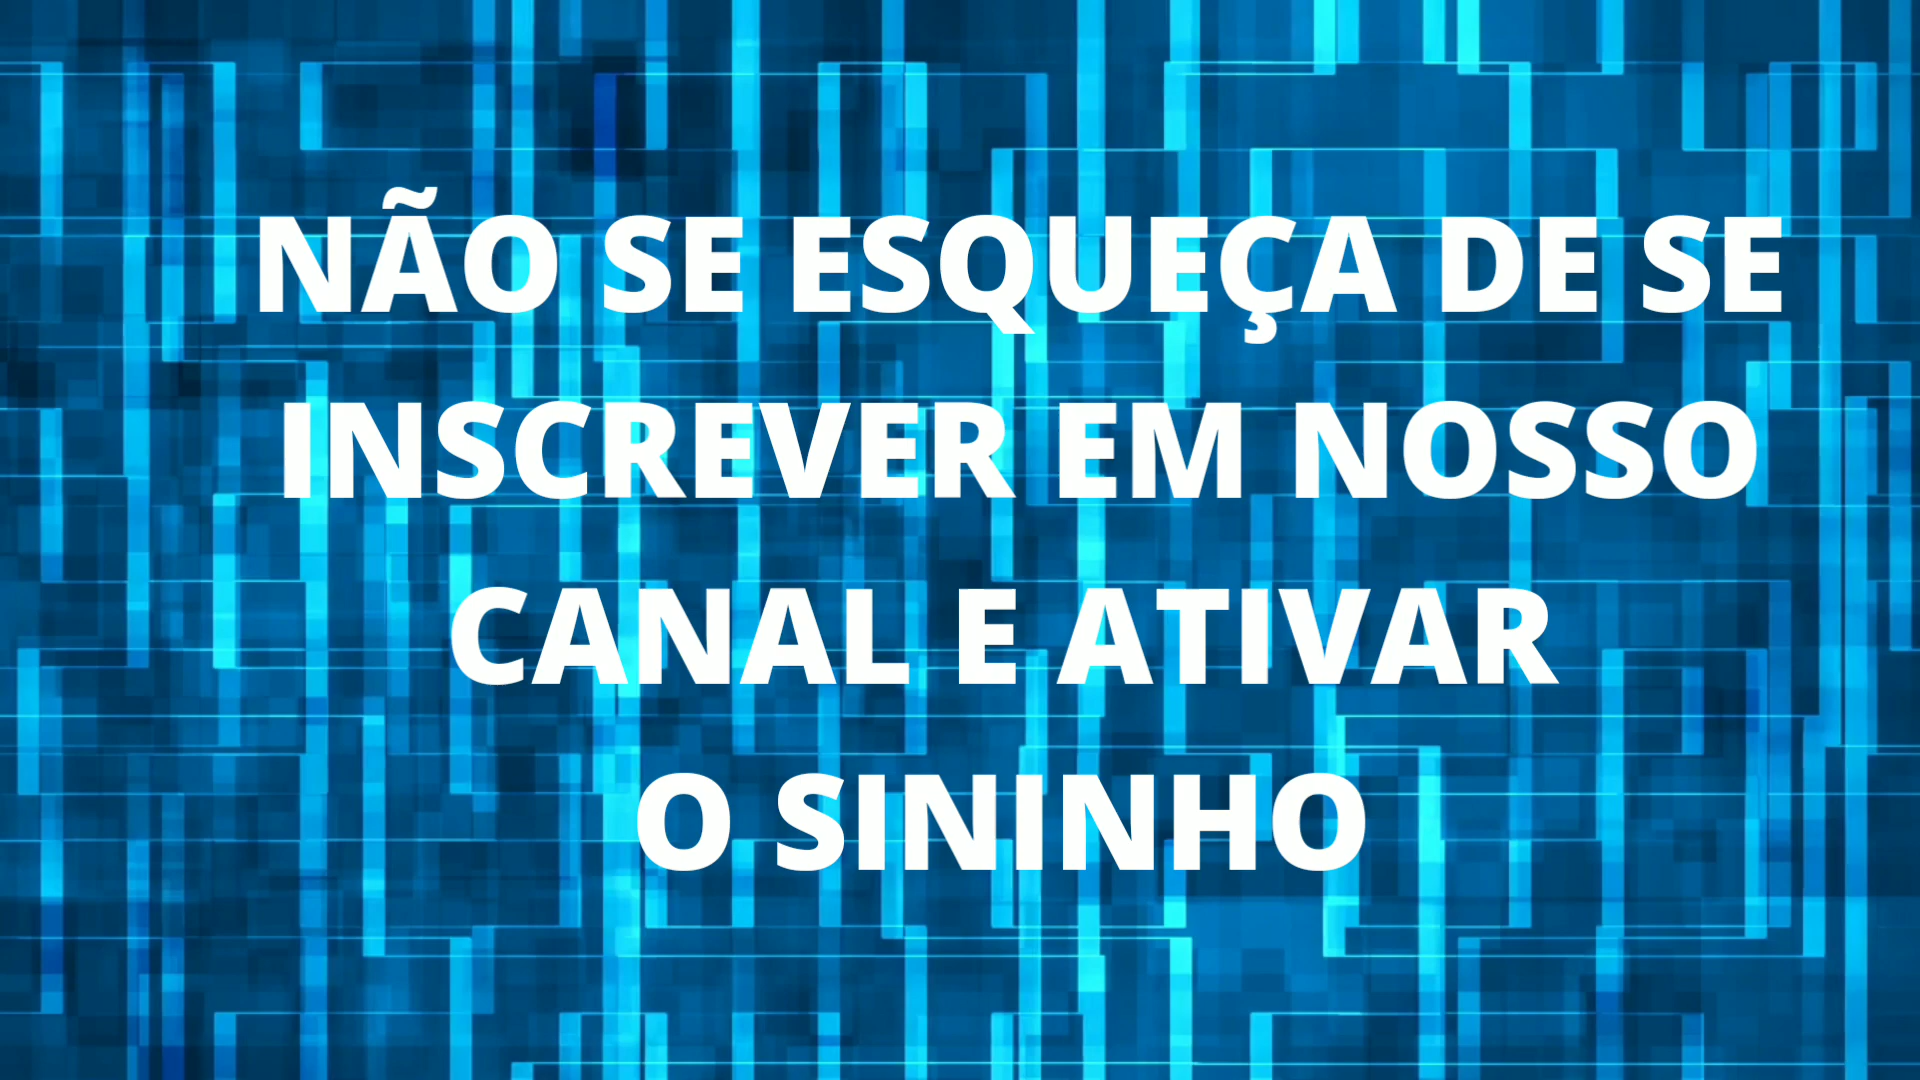 NÃO SE ESQUEÇA DE SE
INSCREVER EM NOSSO
CANAL E ATIVAR
O SININHO